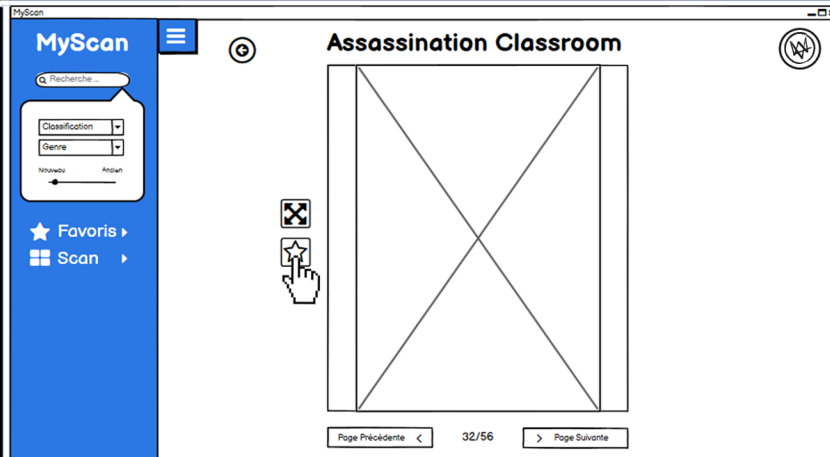 MyScan
MyScan
Assassination Classroom
Recherche ...
Classification
Genre
Nouveau Ancien
Favoris
Scan
Page Précédente
32/56
Page Suivante